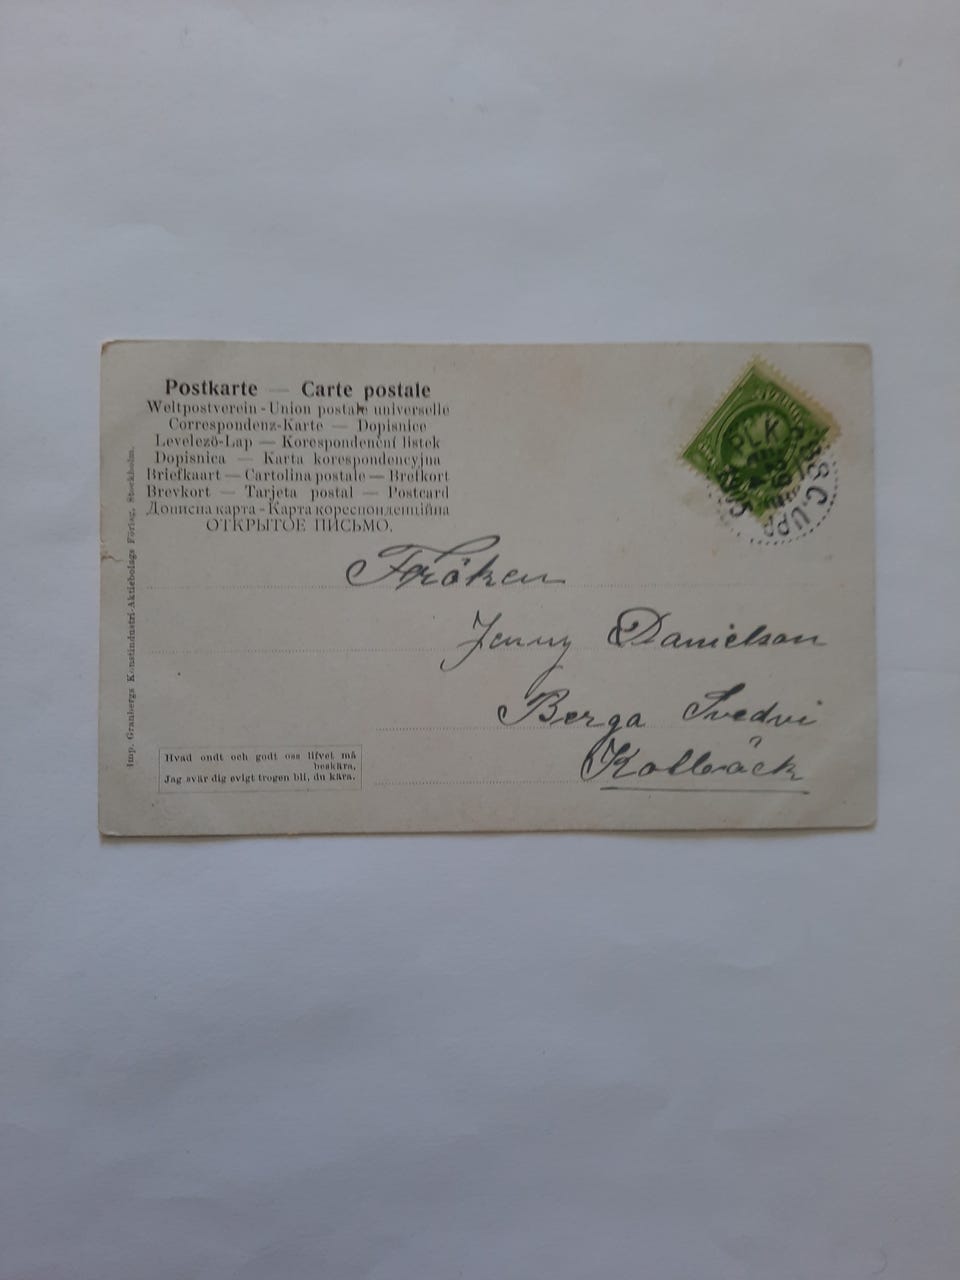 Postkarte — Carte postale
Weltpostverein - Union postale universelle
Correspondenz-Karte — Dopisnice
Levelező-Lap — Korespondenční lístek
Dopisnica — Karta korespondencyjna
Briefkaart — Cartolina postale — Brefkort
Brevkort — Tarjeta postal — Postcard
Дописна карта - Карта кореспонденційна
ОТКРЫТОЕ ПИСЬМО.
Imp. Granbergs Konstindustri-Aktiebolags Förlag, Stockholm.
PLK
UPP
Fröken
Jenny Danielson
Berga Svedvi
Kolbäck
Hvad ondt och godt oss lifvet må
beskära,
Jag svär dig evigt trogen bli, du kära.